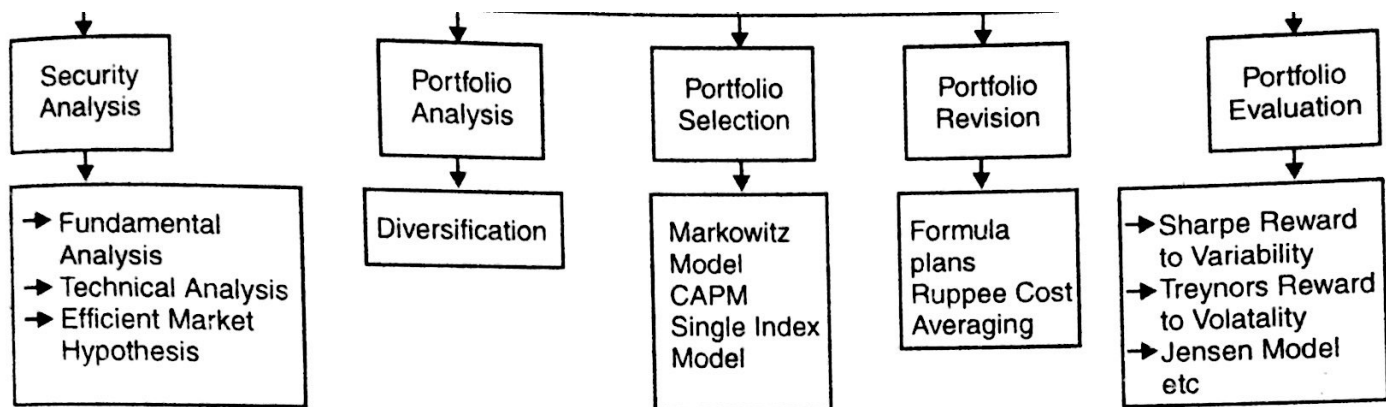 Security
Analysis
Portfolio
Analysis
Portfolio
Selection
Portfolio
Revision
Portfolio
Evaluation
Fundamental
Analysis
Technical Analysis
Efficient Market
Hypothesis
Diversification
Markowitz
Model
CAPM
Single Index
Model
Formula
plans
Ruppee Cost
Averaging
Sharpe Reward
to Variability
Treynors Reward
to Volatality
Jensen Model
etc